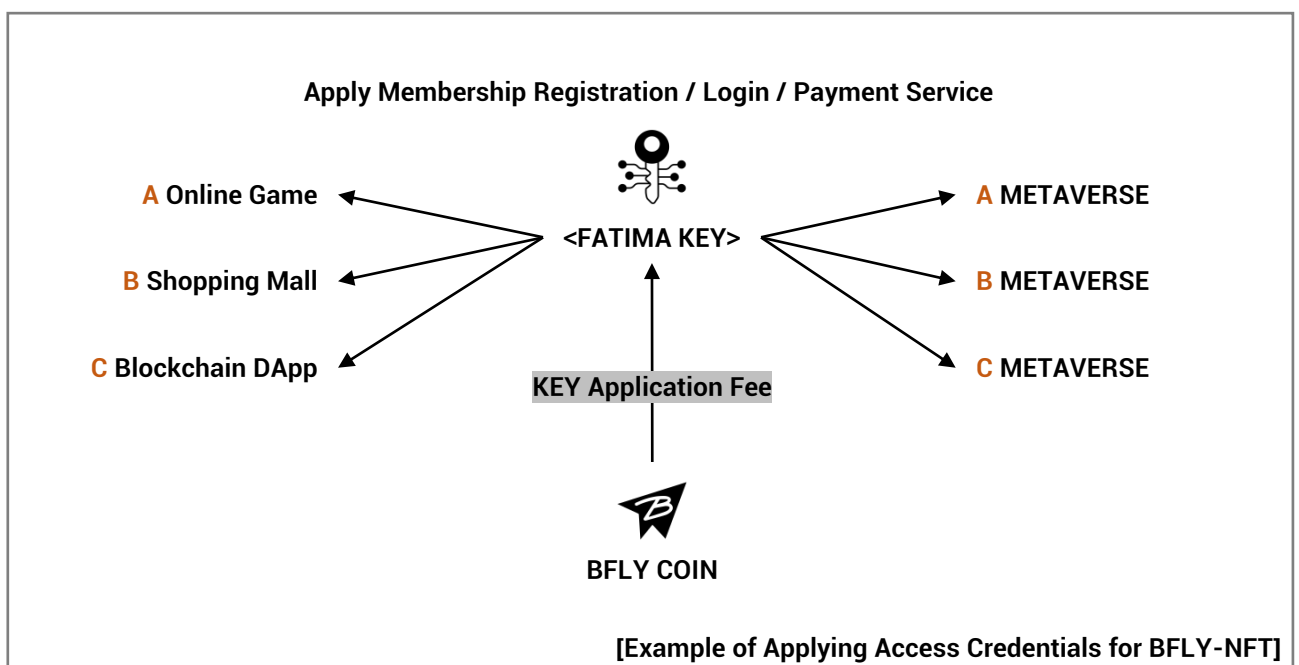 Apply Membership Registration / Login / Payment Service
A Online Game
A METAVERSE
<FATIMA KEY>
B Shopping Mall
B METAVERSE
C Blockchain DApp
C METAVERSE
KEY Application Fee
B
BFLY COIN
[Example of Applying Access Credentials for BFLY-NFT]